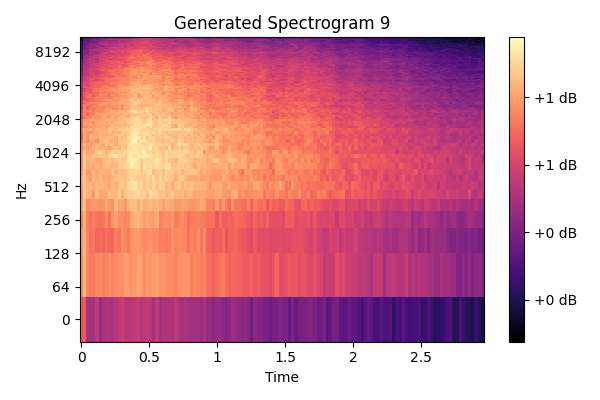 Generated Spectrogram 9
Hz
8192
4096
2048
1024
512
256
128
64
0
0
0.5
1
1.5
2
2.5
Time
+1 dB
+1 dB
+0 dB
+0 dB